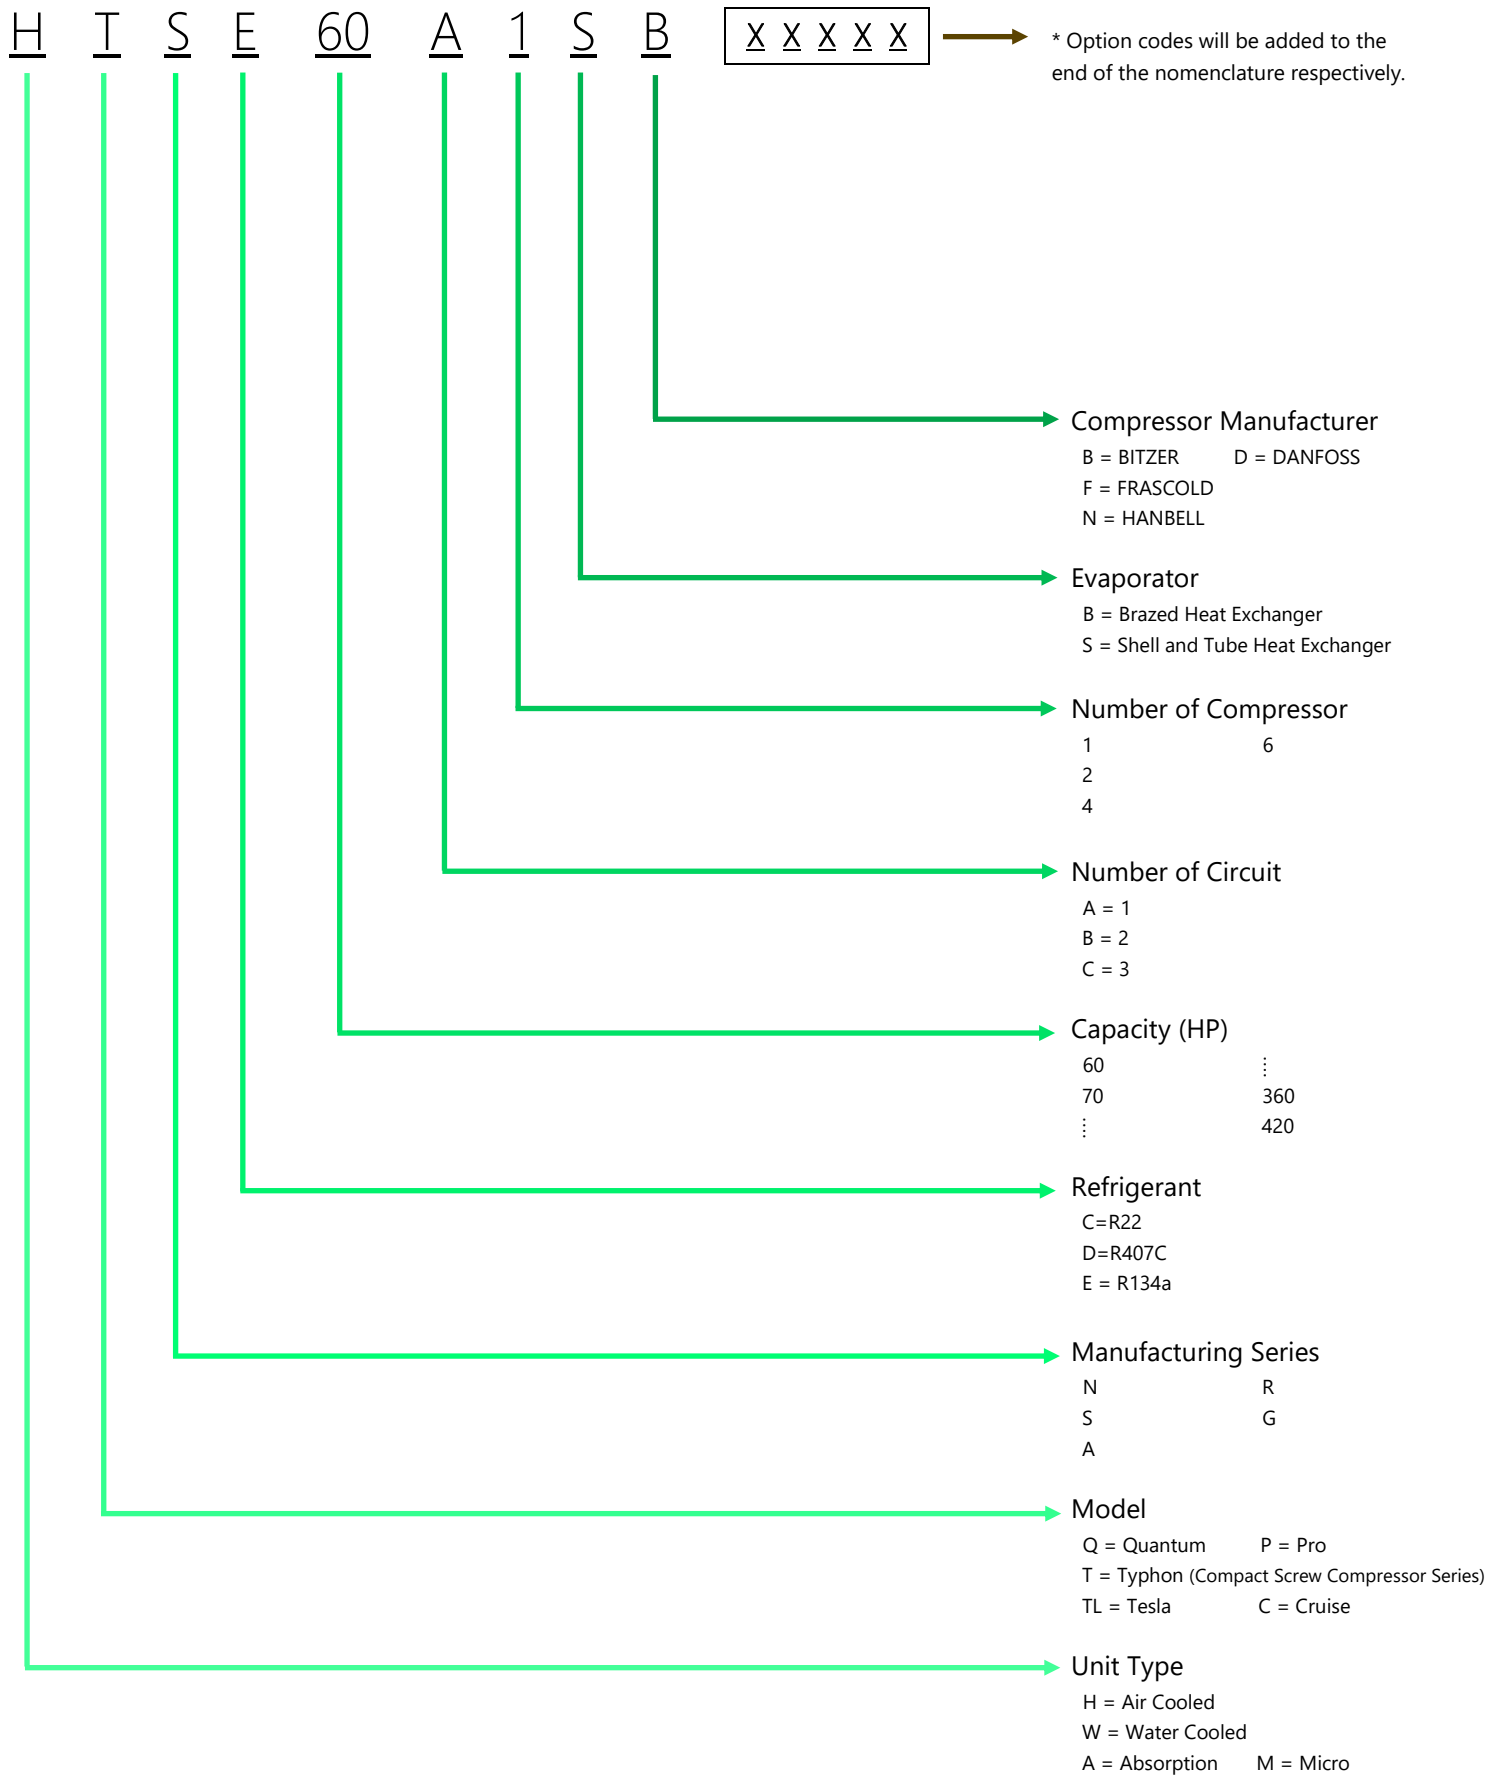 H T S E 60 A 1 S B X X X X X
* Option codes will be added to the
end of the nomenclature respectively.
Compressor Manufacturer
B = BITZER D = DANFOSS
F = FRASCOLD
N = HANBELL
Evaporator
B = Brazed Heat Exchanger
S = Shell and Tube Heat Exchanger
Number of Compressor
1 6
2
4
Number of Circuit
A = 1
B = 2
C = 3
Capacity (HP)
60 ⁞
70 360
⁞ 420
Refrigerant
C=R22
D=R407C
E = R134a
Manufacturing Series
N R
S G
A
Model
Q = Quantum P = Pro
T = Typhon (Compact Screw Compressor Series)
TL = Tesla C = Cruise
Unit Type
H = Air Cooled
W = Water Cooled
A = Absorption M = Micro